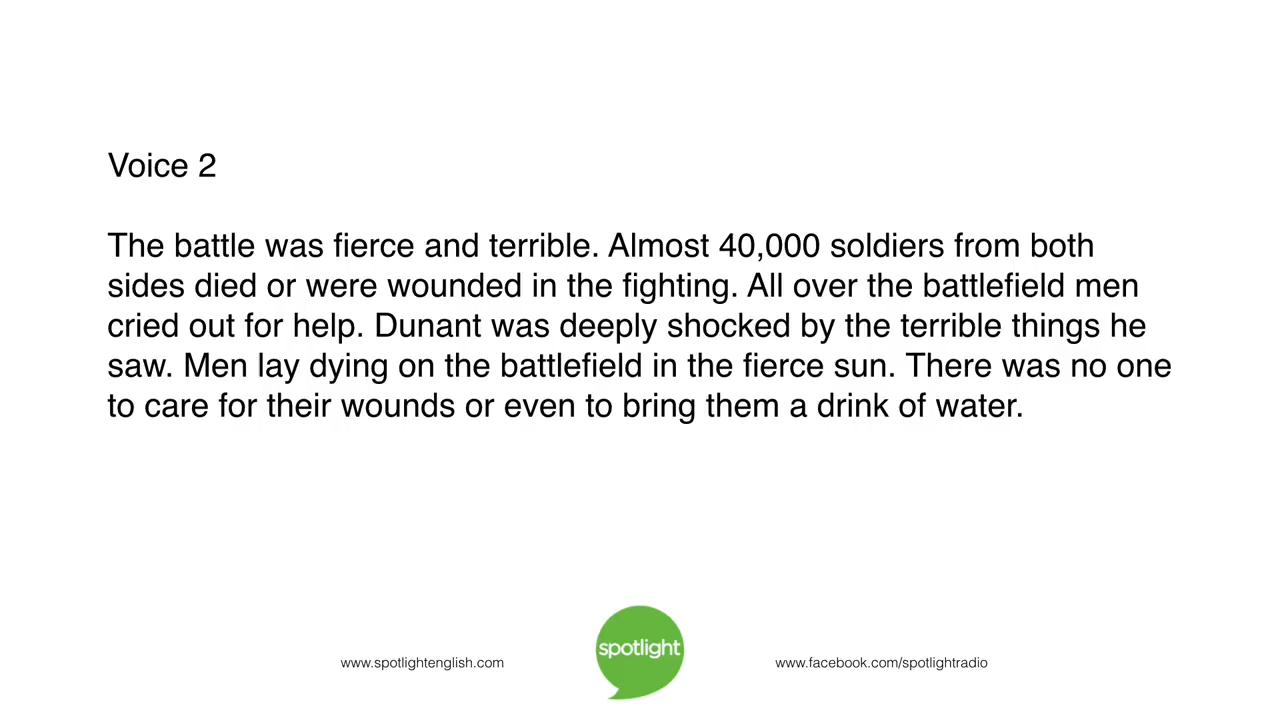 Voice 2
The battle was fierce and terrible. Almost 40,000 soldiers from both
sides died or were wounded in the fighting. All over the battlefield men
cried out for help. Dunant was deeply shocked by the terrible things he
saw. Men lay dying on the battlefield in the fierce sun. There was no one
to care for their wounds or even to bring them a drink of water.
www.spotlightenglish.com
spotlight
www.facebook.com/spotlightradio